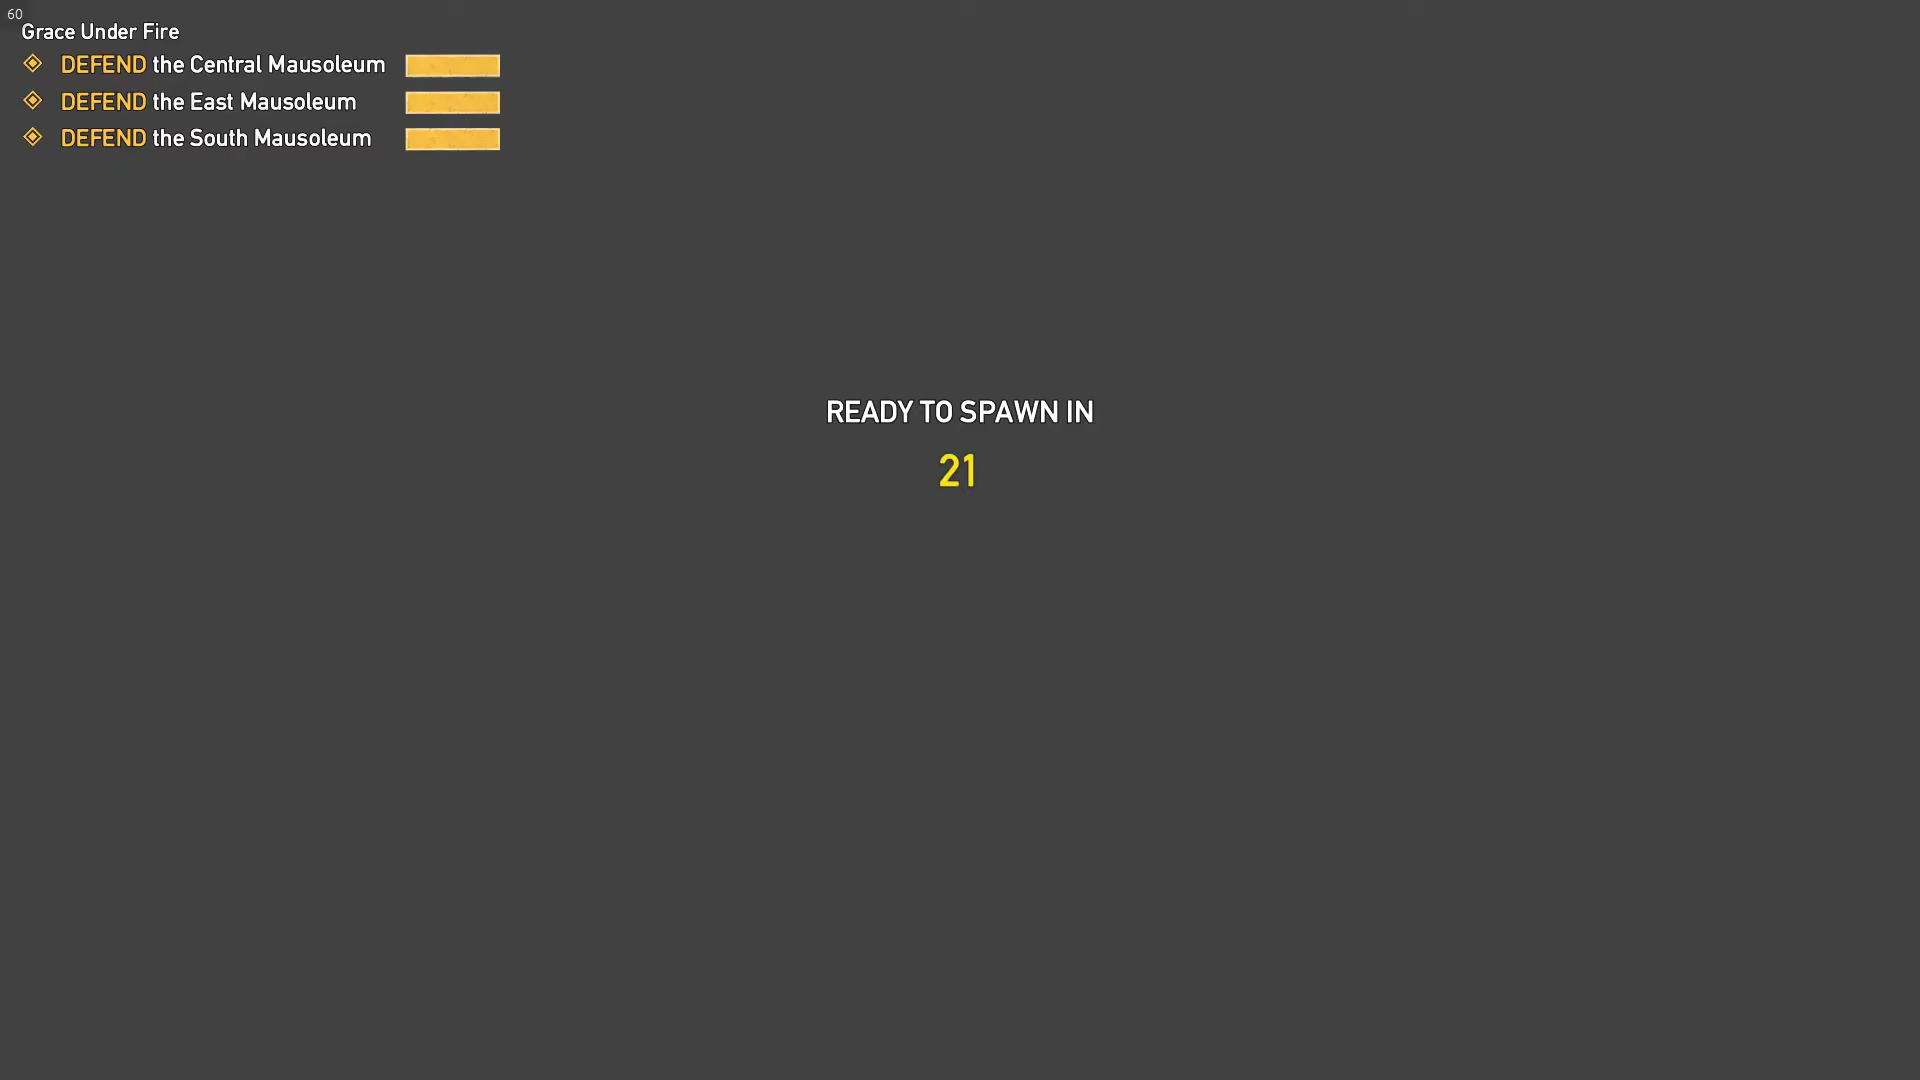 60
Grace Under Fire
DEFEND the Central Mausoleum
DEFEND the East Mausoleum
DEFEND the South Mausoleum
READY TO SPAWN IN
21